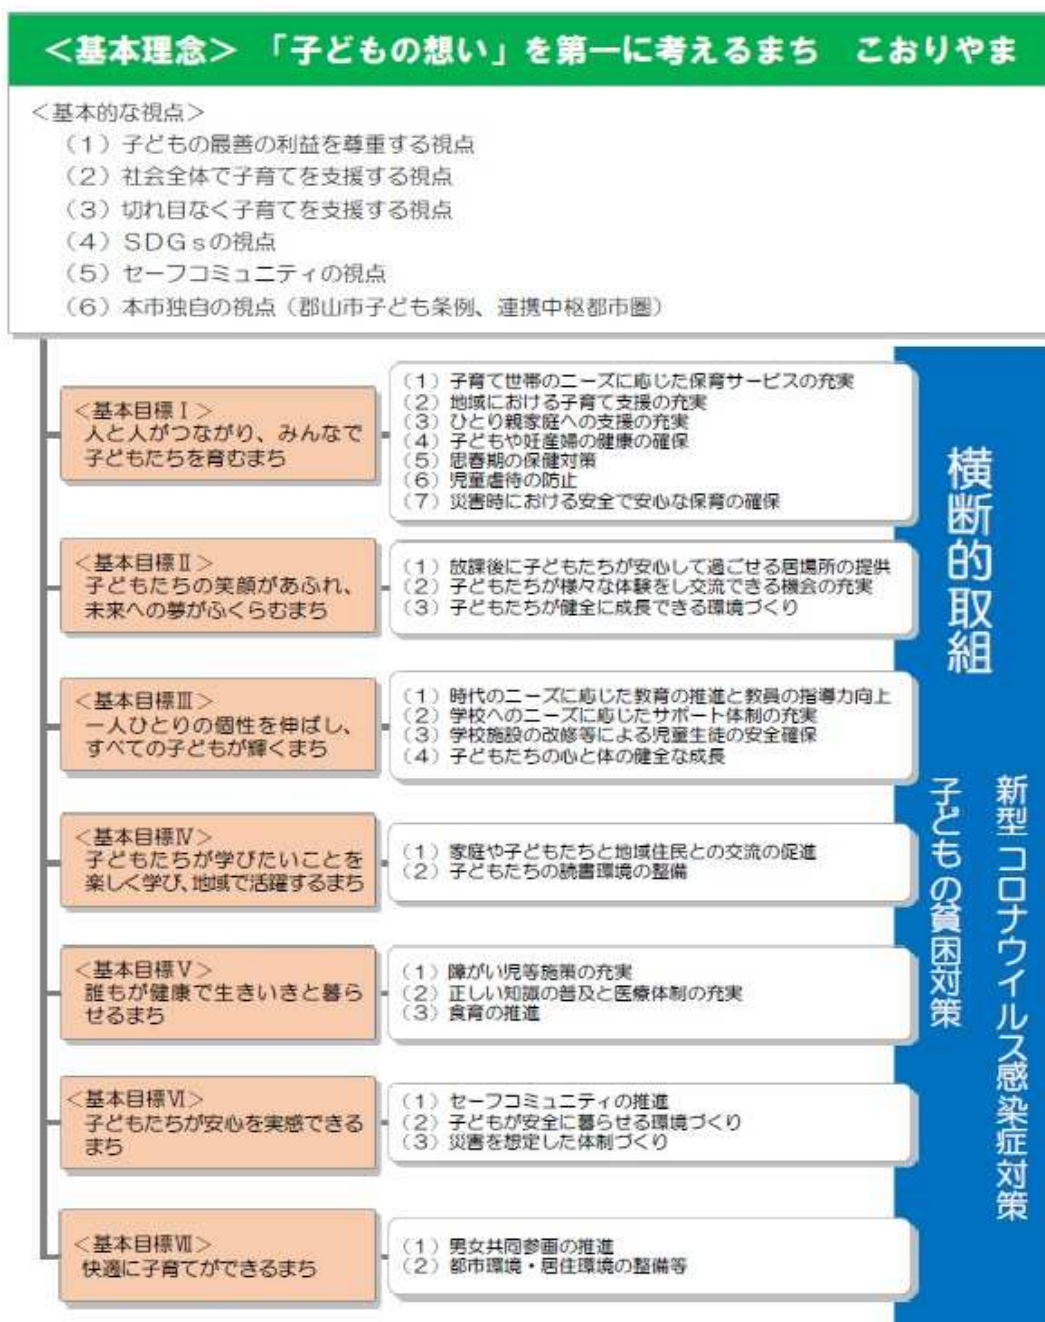 ＜基本理念＞ 「子どもの想い」を第一に考えるまち　こおりやま
＜基本的な視点＞
（１）子どもの最善の利益を尊重する視点
（２）社会全体で子育てを支援する視点
（３）切れ目なく子育てを支援する視点
（４）ＳＤＧｓの視点
（５）セーフコミュニティの視点
（６）本市独自の視点（郡山市子ども条例、連携中枢都市圏）
＜基本目標Ⅰ＞
人と人がつながり、みんなで
子どもたちを育むまち
（１）子育て世帯のニーズに応じた保育サービスの充実
（２）地域における子育て支援の充実
（３）ひとり親家庭への支援の充実
（４）子どもや妊産婦の健康の確保
（５）思春期の保健対策
（６）児童虐待の防止
（７）災害時における安全で安心な保育の確保
＜基本目標Ⅱ＞
子どもたちの笑顔があふれ、
未来への夢がふくらむまち
（１）放課後に子どもたちが安心して過ごせる居場所の提供
（２）子どもたちが様々な体験をし交流できる機会の充実
（３）子どもたちが健全に成長できる環境づくり
＜基本目標Ⅲ＞
一人ひとりの個性を伸ばし、
すべての子どもが輝くまち
（１）時代のニーズに応じた教育の推進と教員の指導力向上
（２）学校へのニーズに応じたサポート体制の充実
（３）学校施設の改修等による児童生徒の安全確保
（４）子どもたちの心と体の健全な成長
＜基本目標Ⅳ＞
子どもたちが学びたいことを
楽しく学び、地域で活躍するまち
（１）家庭や子どもたちと地域住民との交流の促進
（２）子どもたちの読書環境の整備
＜基本目標Ⅴ＞
誰もが健康で生きいきと暮ら
せるまち
（１）障がい児等施策の充実
（２）正しい知識の普及と医療体制の充実
（３）食育の推進
＜基本目標Ⅵ＞
子どもたちが安心を実感できる
まち
（１）セーフコミュニティの推進
（２）子どもが安全に暮らせる環境づくり
（３）災害を想定した体制づくり
＜基本目標Ⅶ＞
快適に子育てができるまち
（１）男女共同参画の推進
（２）都市環境・居住環境の整備等
横断的取組
新型コロナウイルス感染症対策
子どもの貧困対策